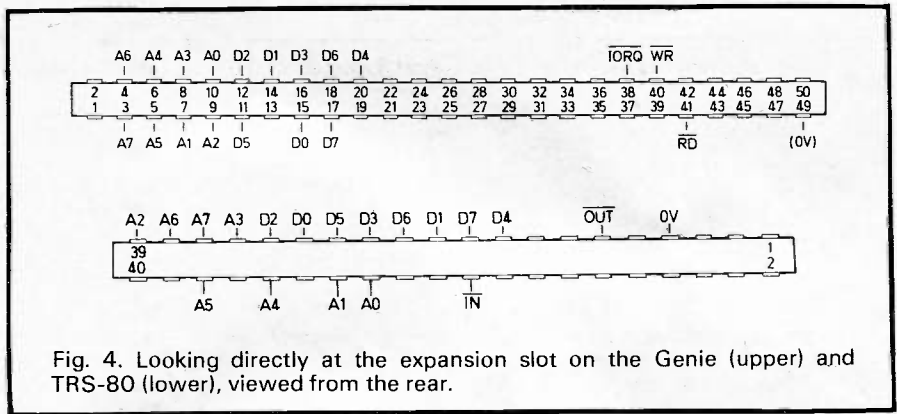 A6 A4 A3 A0 D2 D1 D3 D6 D4 IORQ WR
2 4 6 8 10 12 14 16 18 20 22 24 26 28 30 32 34 36 38 40 42 44 46 48 50
1 3 5 7 9 11 13 15 17 19 21 23 25 27 29 31 33 35 37 39 41 43 45 47 49
A7 A5 A1 A2 D5 D0 D7 RD (0V)
A2 A6 A7 A3 D2 D0 D5 D3 D6 D1 D7 D4 OUT 0V
39 1
40 2
A5 A4 A1 A0 IN
Fig. 4. Looking directly at the expansion slot on the Genie (upper) and
TRS-80 (lower), viewed from the rear.